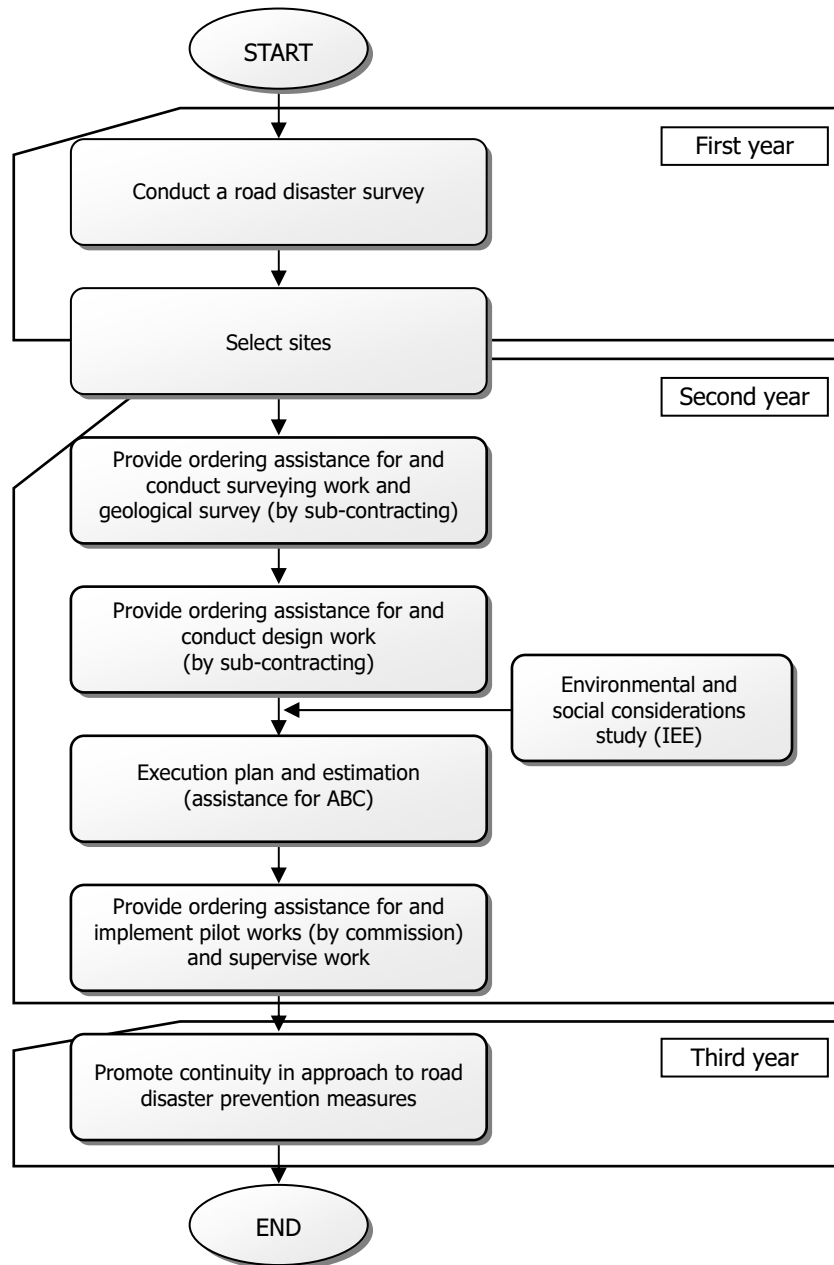 START
First year
Conduct a road disaster survey
Select sites
Second year
Provide ordering assistance for and
conduct surveying work and
geological survey (by sub-contracting)
Provide ordering assistance for and
conduct design work
(by sub-contracting)
Environmental and
social considerations
study (IEE)
Execution plan and estimation
(assistance for ABC)
Provide ordering assistance for and
implement pilot works (by commission)
and supervise work
Third year
Promote continuity in approach to road
disaster prevention measures
END